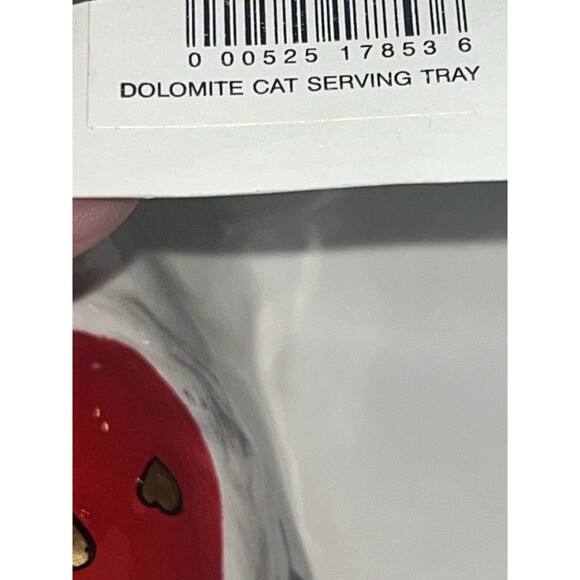 0 00525 17853 6
DOLOMITE CAT SERVING TRAY